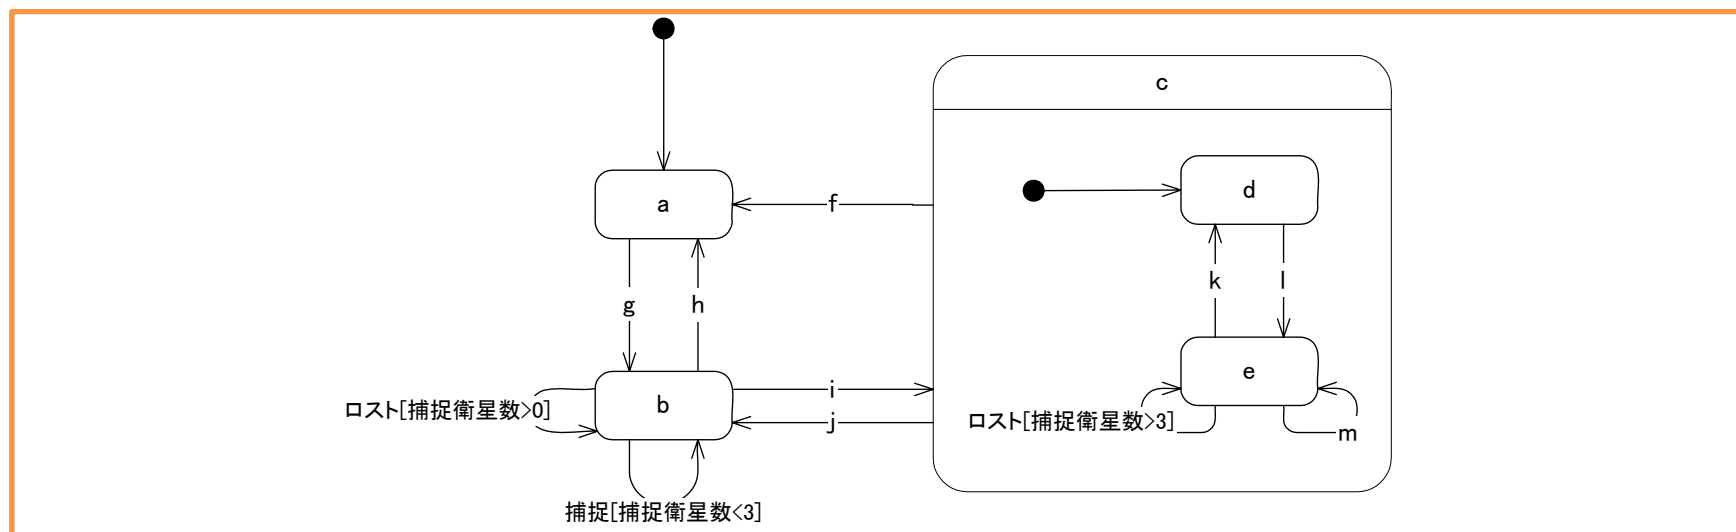 c
a
f
d
g
h
k
l
b
i
j
e
ロスト[捕捉衛星数>0]
ロスト[捕捉衛星数>3]
m
捕捉[捕捉衛星数<3]